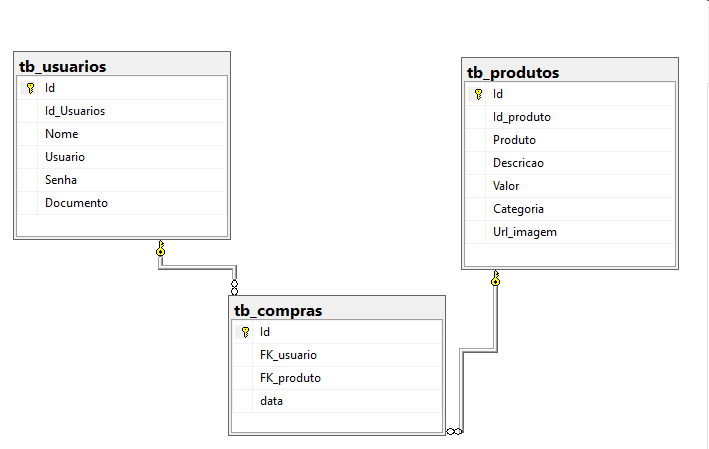 tb_usuarios
Id
Id_Usuarios
Nome
Usuario
Senha
Documento
tb_produtos
Id
Id_produto
Produto
Descricao
Valor
Categoria
Url_imagem
tb_compras
Id
FK_usuario
FK_produto
data